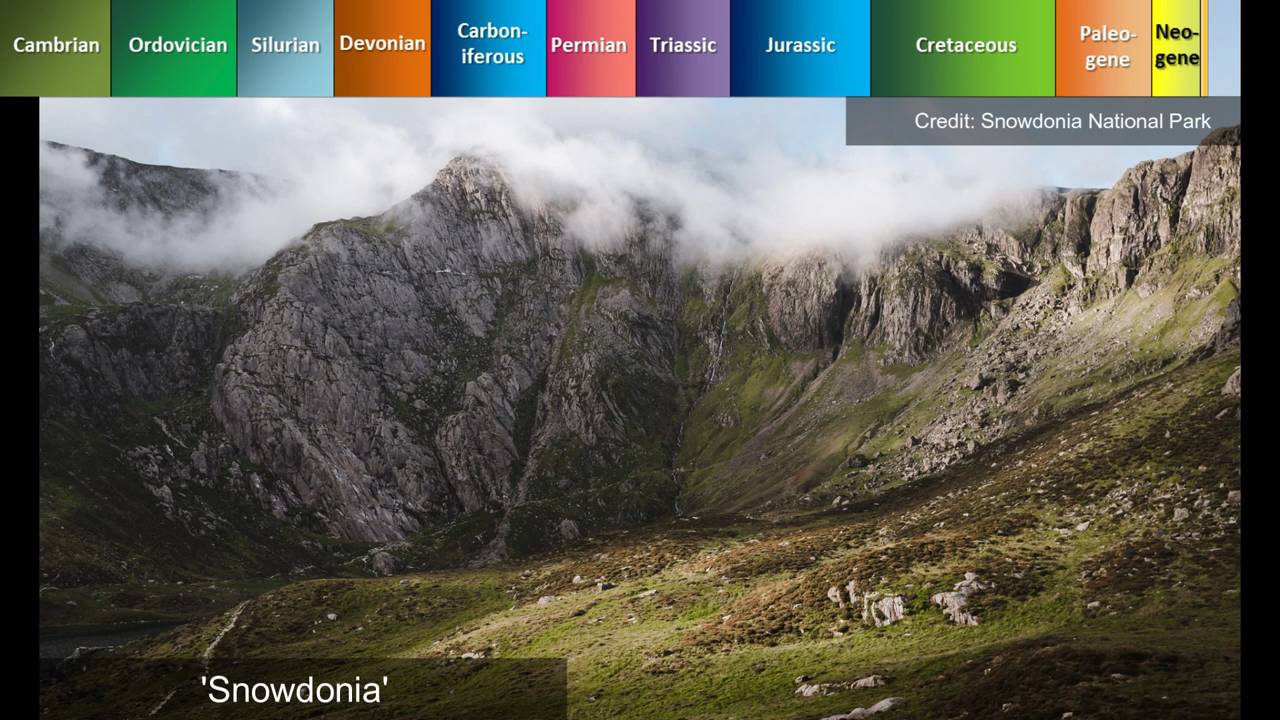 Cambrian
Ordovician
Silurian
Devonian
Carbon-
iferous
Permian
Triassic
Jurassic
Cretaceous
Paleo-
gene
Neo-
gene
Credit: Snowdonia National Park
'Snowdonia'